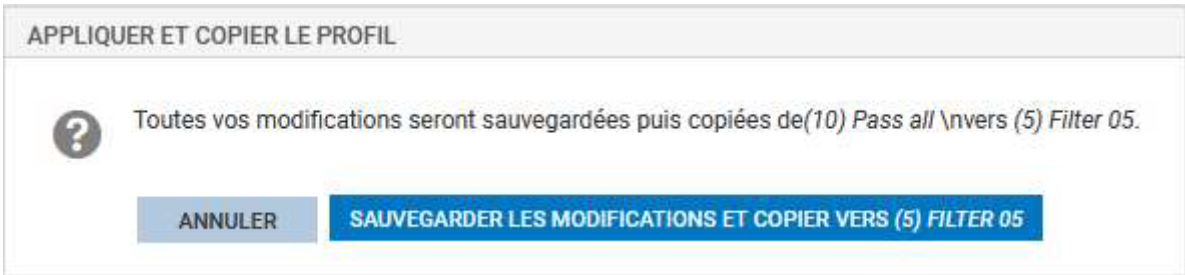 APPLIQUER ET COPIER LE PROFIL
Toutes vos modifications seront sauvegardées puis copiées de(10) Pass all \nvers (5) Filter 05.
ANNULER
SAUVEGARDER LES MODIFICATIONS ET COPIER VERS (5) FILTER 05